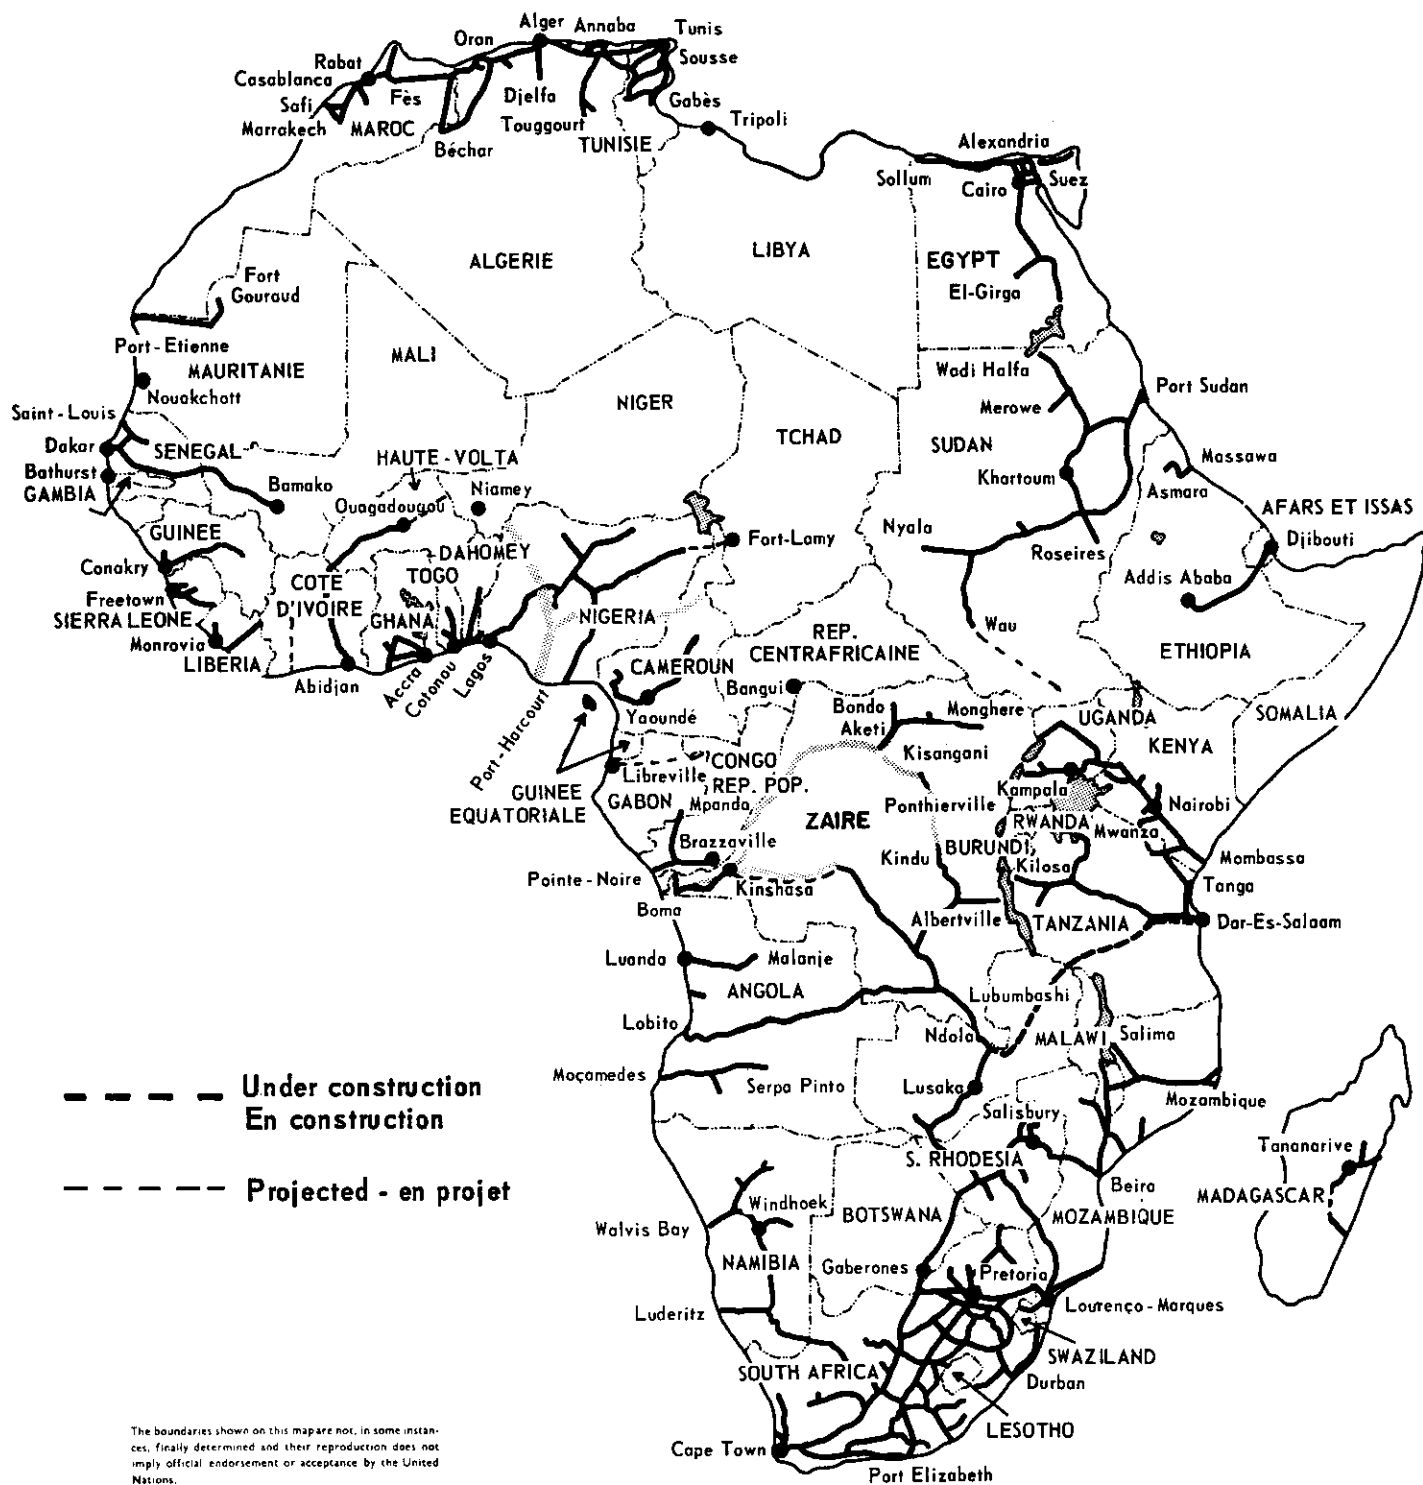 Alger
Annaba
Tunis
Oran
Sousse
Rabat
Casablanca
Fès
Djelfa
Gabès
Safi
Marrakech
MAROC
Touggourt
Tripoli
Béchar
TUNISIE
Alexandria
Sollum
Cairo
Suez
ALGERIE
LIBYA
EGYPT
Fort
Gouraud
El-Girga
Port-Etienne
MALI
MAURITANIE
Wadi Halfa
Port Sudan
Nouakchott
NIGER
Merowe
Saint-Louis
TCHAD
SUDAN
Dakar
SENEGAL
HAUTE-VOLTA
Massawa
Bathurst
Khartoum
GAMBIA
Bamako
Niamey
Asmara
Ouagadougou
AFARS ET ISSAS
GUINEE
Nyala
Fort-Lamy
Djibouti
DAHOMEY
Roseires
Conakry
COTE
D'IVOIRE
TOGO
Addis Ababa
Freetown
SIERRA LEONE
GHANA
NIGERIA
Wau
Monrovia
REP.
CENTRAFRICAINE
LIBERIA
ETHIOPIA
CAMEROUN
Abidjan
Accra
Cotonou
Lagos
Bangui
Port-Harcourt
Yaoundé
Bondo
Aketi
Monghere
UGANDA
SOMALIA
Kisangani
KENYA
Libreville
CONGO
REP. POP.
GUINEE
EQUATORIALE
GABON
Mpanda
Ponthierville
Kampala
Nairobi
ZAIRE
RWANDA
Mwanza
Brazzaville
Kindu
BURUNDI
Kilosa
Mombassa
Pointe-Noire
Kinshasa
Tanga
Boma
Albertville
TANZANIA
Dar-Es-Salaam
Luanda
Malanje
ANGOLA
Lubumbashi
Lobito
Ndola
MALAWI
Salima
Moçamedes
Serpa Pinto
Lusaka
Mozambique
Salisbury
Under construction
En construction
Tananarive
S. RHODESIA
Beira
Projected - en projet
MADAGASCAR
Windhoek
BOTSWANA
MOZAMBIQUE
Walvis Bay
NAMIBIA
Gaberones
Pretoria
Luderitz
Lourenço-Marques
SWAZILAND
SOUTH AFRICA
Durban
LESOTHO
Cape Town
Port Elizabeth
The boundaries shown on this map are not, in some instan-
ces, finally determined and their reproduction does not
imply official endorsement or acceptance by the United
Nations.